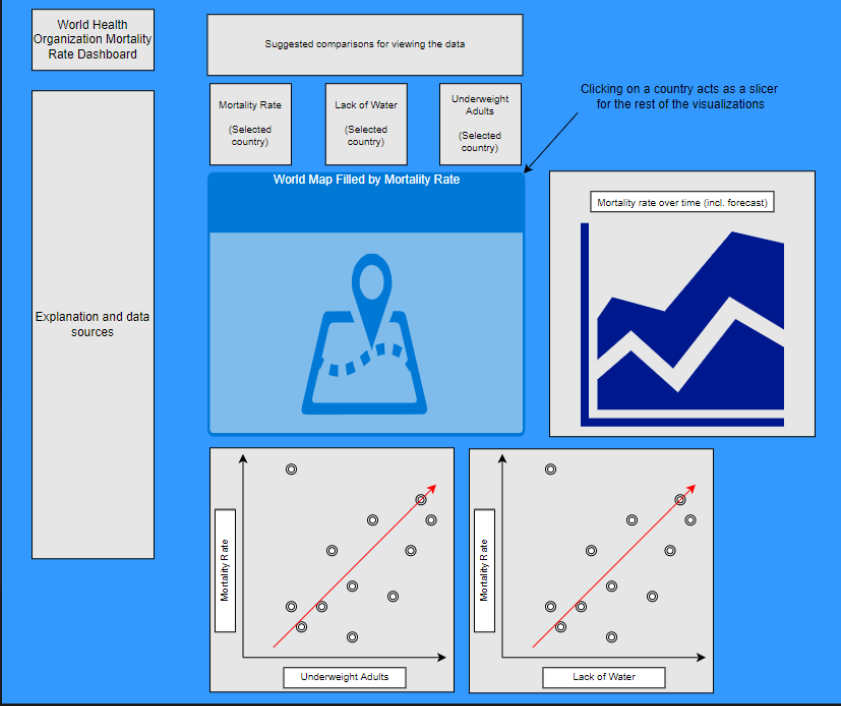 World Health
Organization Mortality
Rate Dashboard
Suggested comparisons for viewing the data
Mortality Rate
(Selected
country)
Lack of Water
(Selected
country)
Underweight
Adults
(Selected
country)
Clicking on a country acts as a slicer
for the rest of the visualizations
Explanation and data
sources
World Map Filled by Mortality Rate
Mortality rate over time (incl. forecast)
Mortality Rate
Underweight Adults
Mortality Rate
Lack of Water